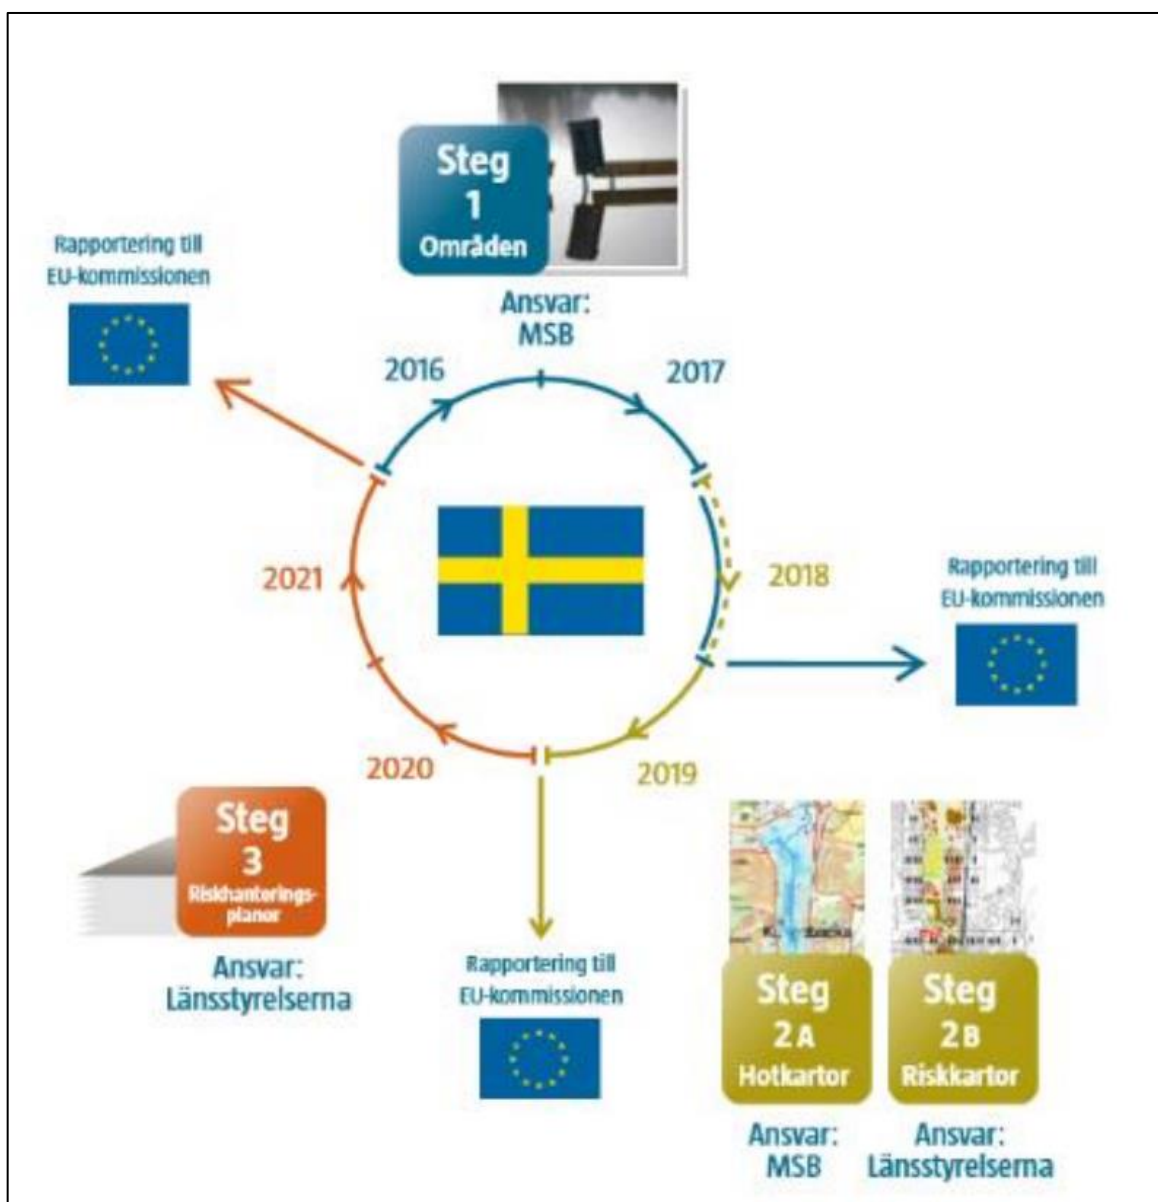 Steg
1
Områden
Ansvar:
MSB
Rapportering till
EU-kommissionen
2016
2017
2018
2019
2020
2021
Rapportering till
EU-kommissionen
Steg
3
Riskhanterings-
planor
Ansvar:
Länsstyrelserna
Rapportering till
EU-kommissionen
Steg
2A
Hotkartor
Ansvar:
MSB
Steg
2B
Riskkartor
Ansvar:
Länsstyrelserna